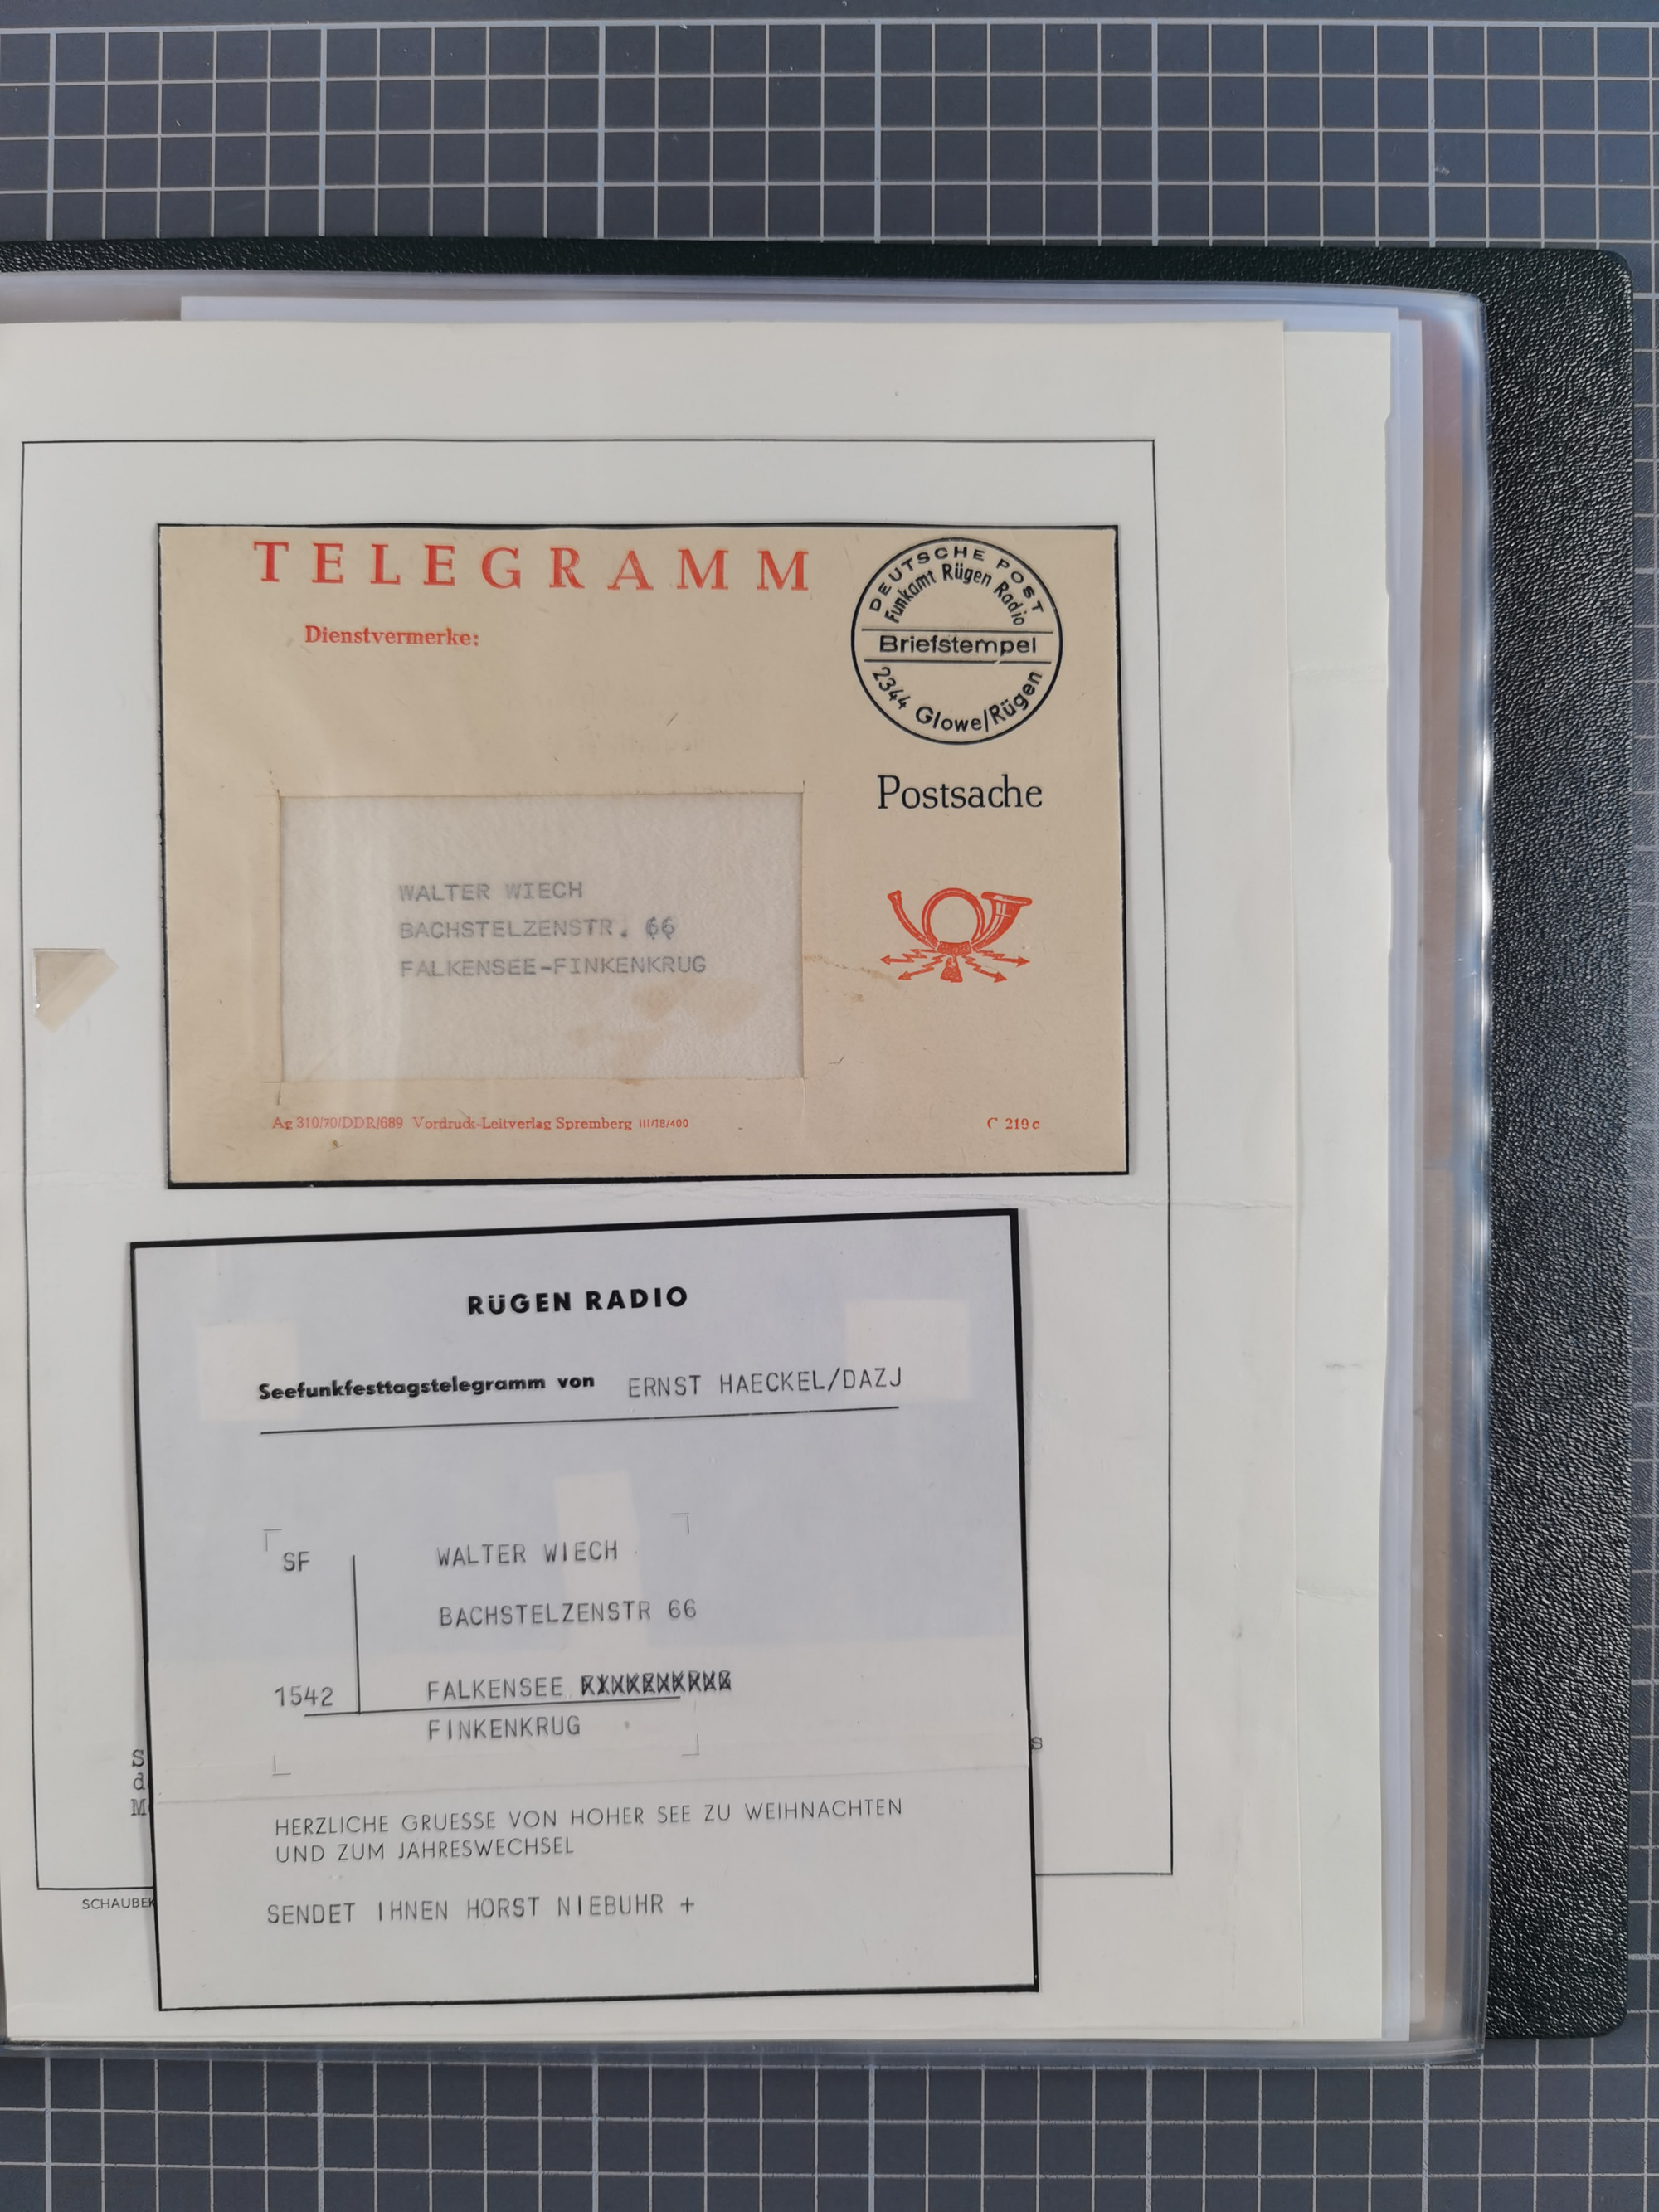 TELEGRAMM
Dienstvermerke:
DEUTSCHE POST
Funkamt Rügen Radio
Briefstempel
2344 Glowe/Rügen
Postsache
WALTER WIECH
BACHSTELZENSTR. 66
FALKENSEE-FINKENKRUG
Ag 310/70/DDR/689 Vordruck-Leitverlag Spremberg III/18/400
C 219c
RÜGEN RADIO
Seefunkfesttagstelegramm von ERNST HAECKEL/DAZJ
SF WALTER WIECH
BACHSTELZENSTR 66
1542 FALKENSEE
FINKENKRUG
HERZLICHE GRUESSE VON HOHER SEE ZU WEIHNACHTEN
UND ZUM JAHRESWECHSEL
SENDET IHNEN HORST NIEBUHR +
SCHAUBEK